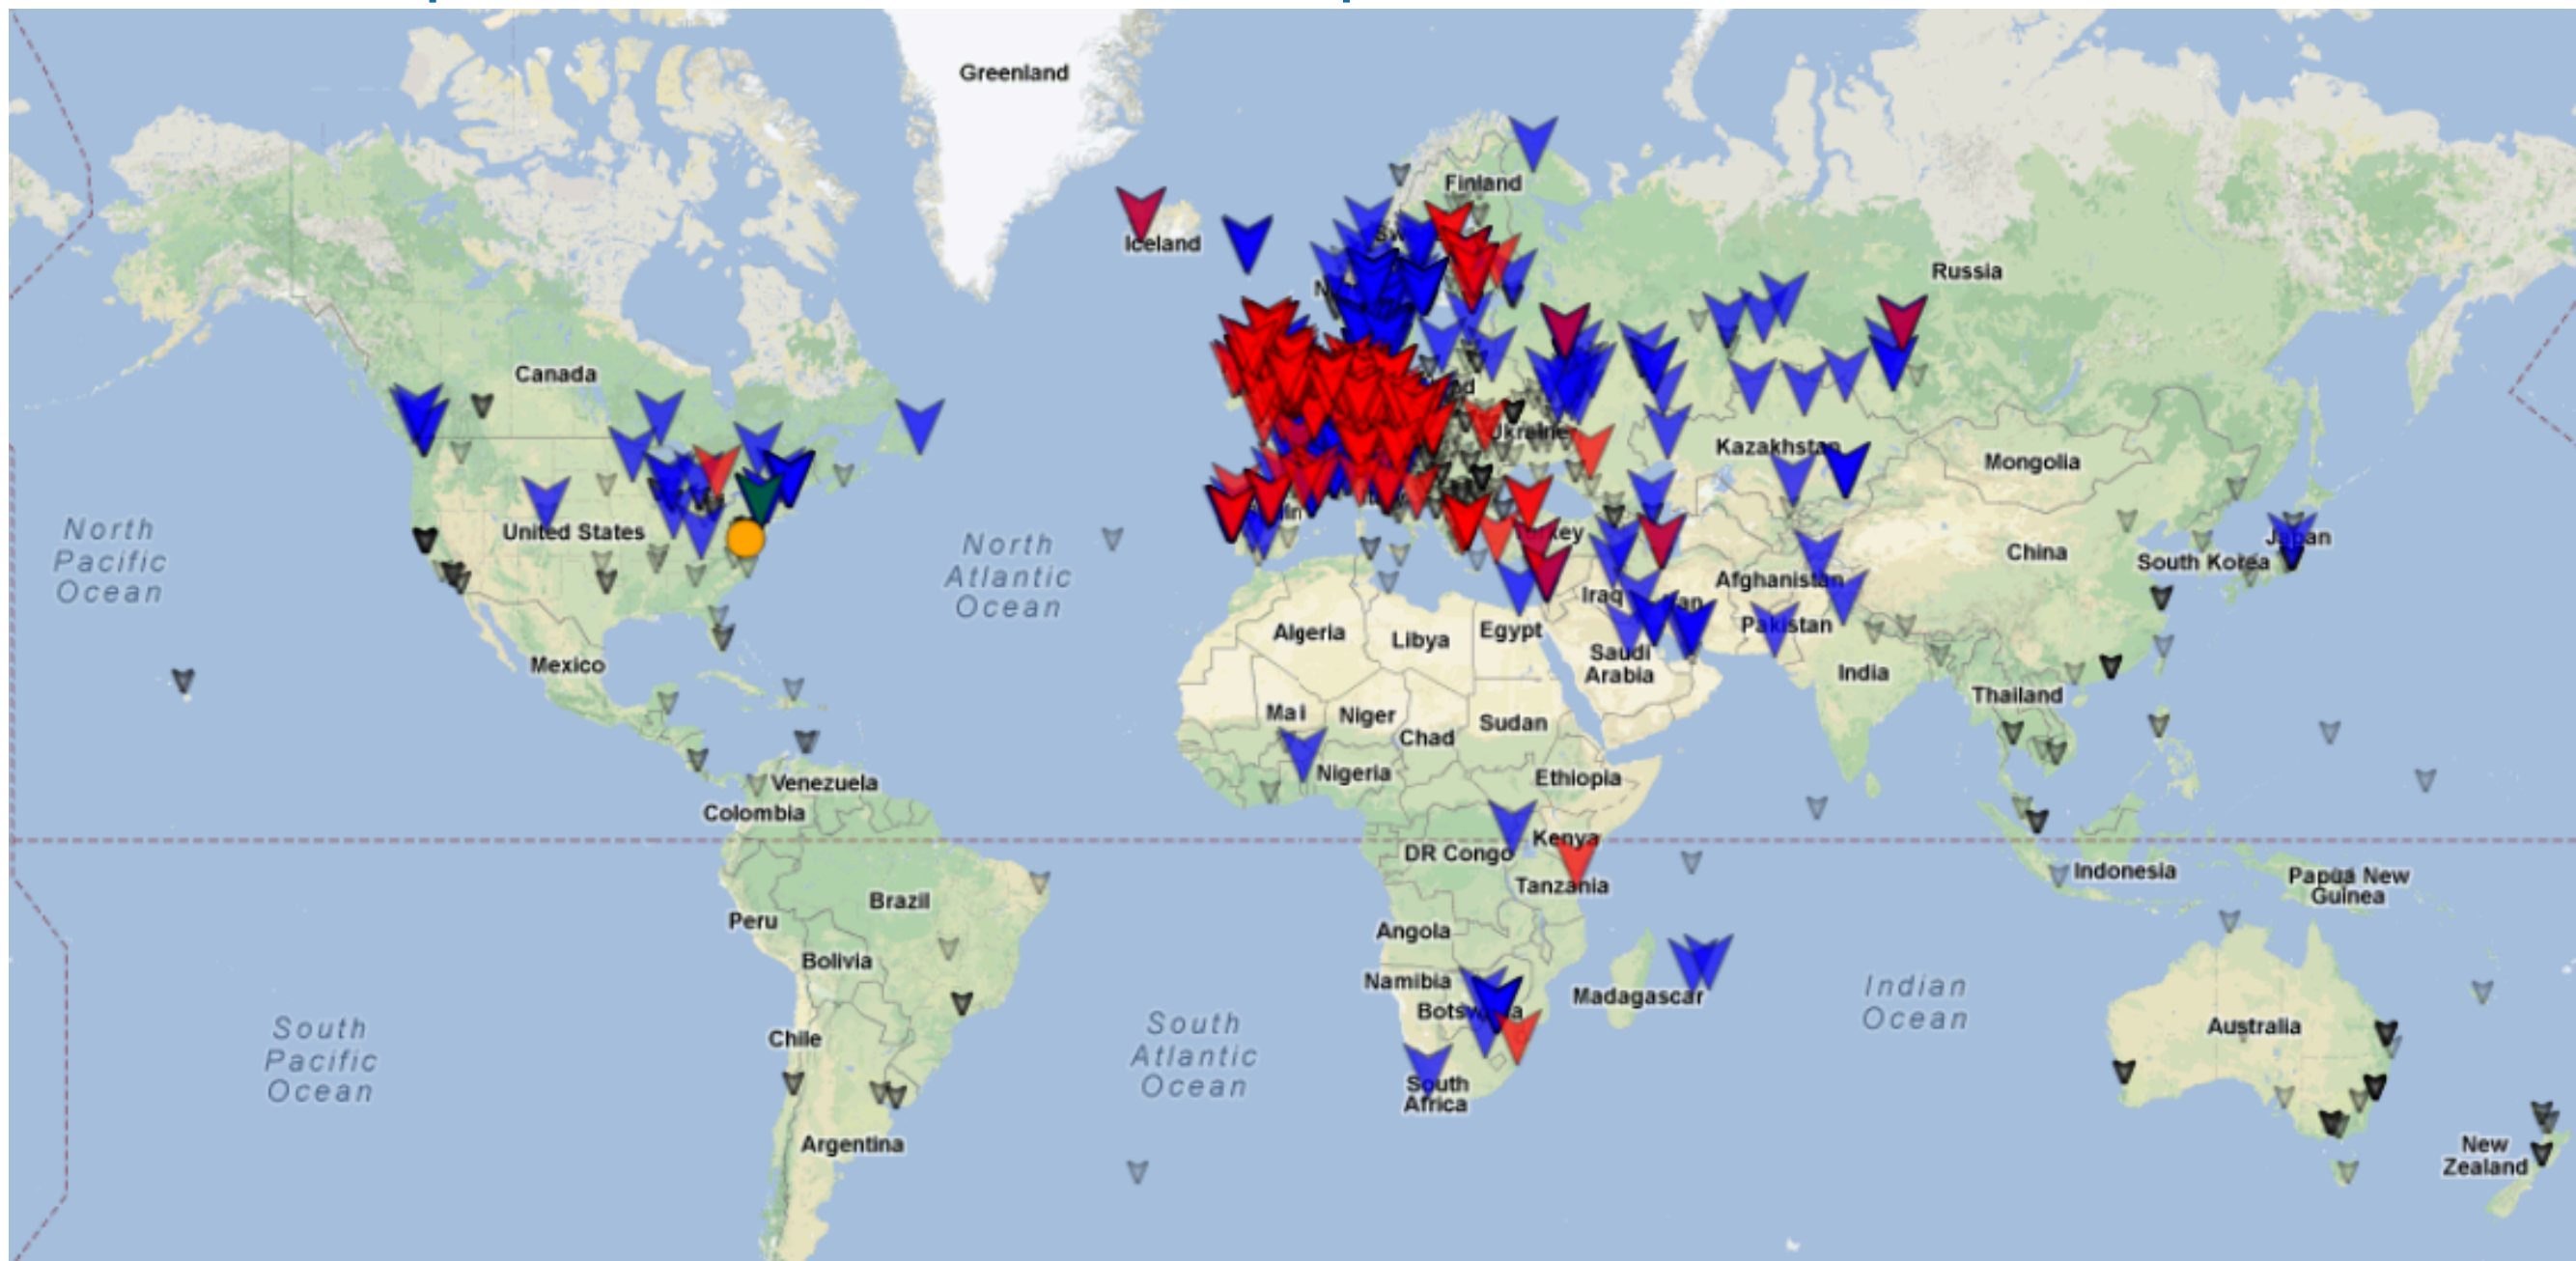 Greenland
Finland
Iceland
Russia
Canada
Ukraine
Kazakhstan
Mongolia
United States
North
Pacific
Ocean
North
Atlantic
Ocean
Japan
China
South Korea
Afghanistan
Iraq
Pakistan
Algeria
Libya
Egypt
Saudi
Arabia
India
Mexico
Thailand
Niger
Sudan
Chad
Nigeria
Ethiopia
Venezuela
Colombia
Kenya
DR Congo
Tanzania
Indonesia
Papua New
Guinea
Brazil
Peru
Angola
Bolivia
Namibia
Madagascar
Indian
Ocean
South
Pacific
Ocean
South
Atlantic
Ocean
Chile
Australia
South
Africa
Argentina
New
Zealand